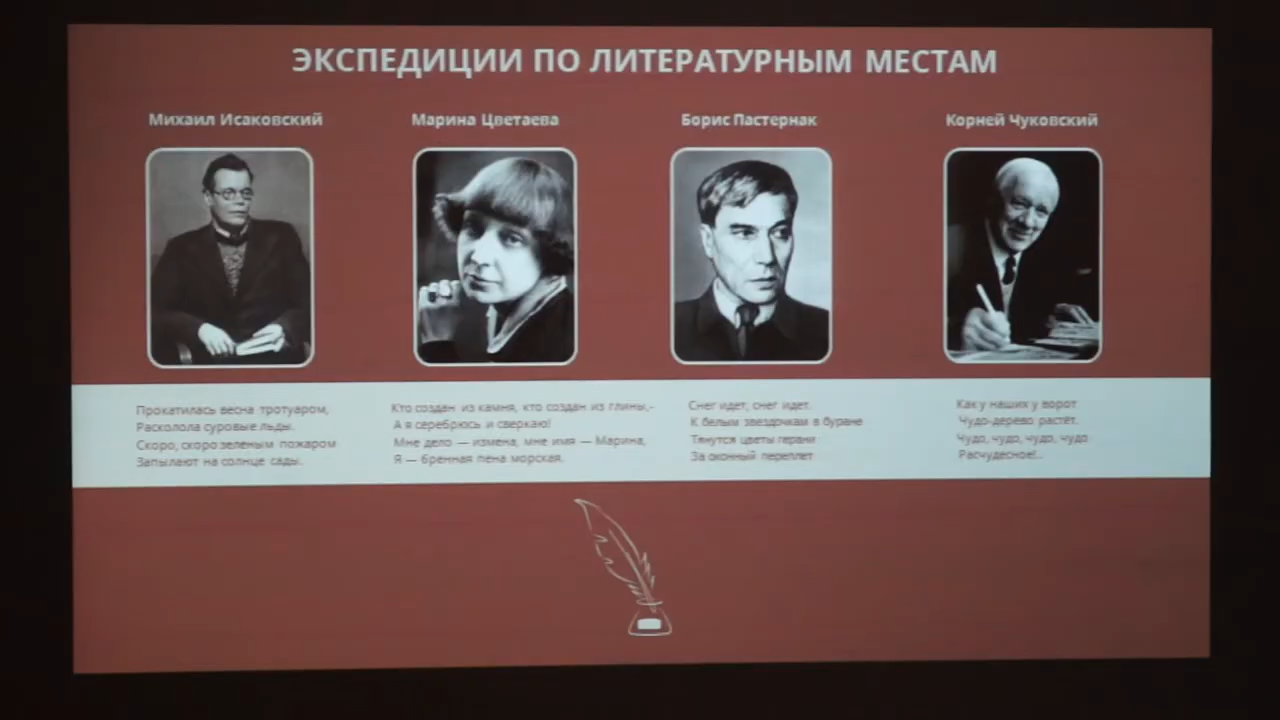 ЭКСПЕДИЦИИ ПО ЛИТЕРАТУРНЫМ МЕСТАМ
Михаил Исаковский
Марина Цветаева
Борис Пастернак
Корней Чуковский
Прокатилась весна тротуаром,
Расколола суровые льды.
Скоро, скоро зеленым пожаром
Запылают на солнце сады.
Кто создан из камня, кто создан из глины,-
А я серебрюсь и сверкаю!
Мне дело — измена, мне имя — Марина,
Я — бренная пена морская.
Снег идет, снег идет.
К белым звездочкам в буране
Тянутся цветы герани
За оконный переплет
Как у наших у ворот
Чудо-дерево растёт.
Чудо, чудо, чудо, чудо
Расчудесное!..